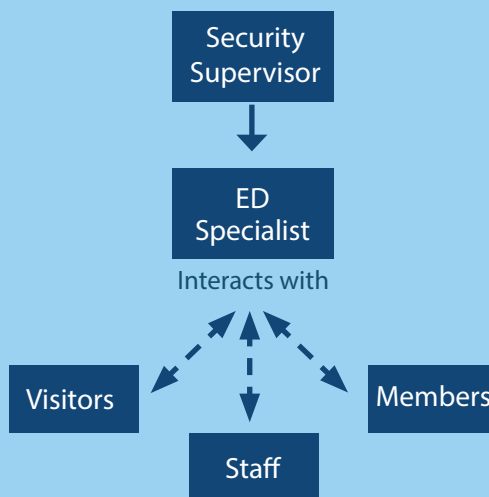 Security
Supervisor
ED
Specialist
Interacts with
Visitors
Members
Staff